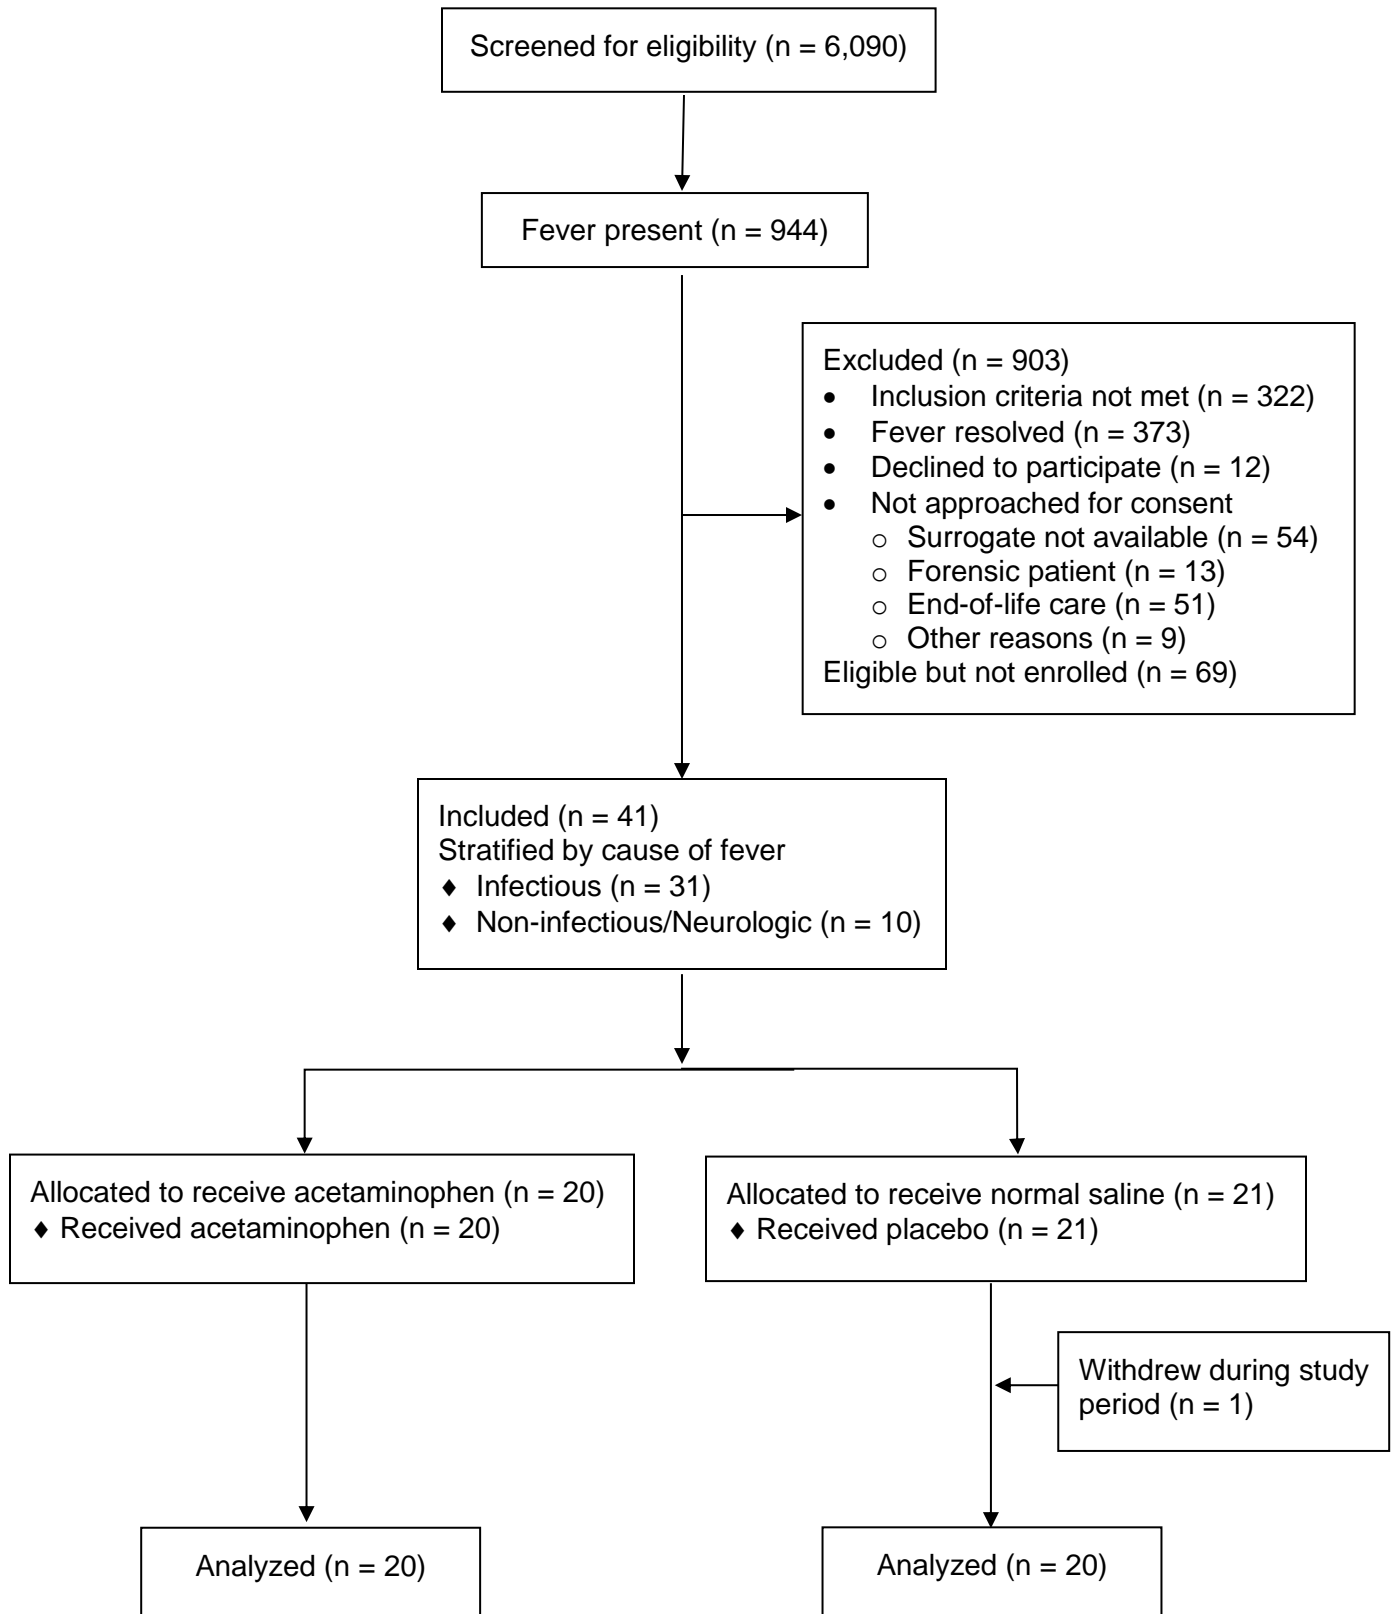 Screened for eligibility (n = 6,090)
Fever present (n = 944)
Excluded (n = 903)
• Inclusion criteria not met (n = 322)
• Fever resolved (n = 373)
• Declined to participate (n = 12)
• Not approached for consent
o Surrogate not available (n = 54)
o Forensic patient (n = 13)
o End-of-life care (n = 51)
o Other reasons (n = 9)
Eligible but not enrolled (n = 69)
Included (n = 41)
Stratified by cause of fever
♦ Infectious (n = 31)
♦ Non-infectious/Neurologic (n = 10)
Allocated to receive acetaminophen (n = 20)
♦ Received acetaminophen (n = 20)
Allocated to receive normal saline (n = 21)
♦ Received placebo (n = 21)
Withdrew during study
period (n = 1)
Analyzed (n = 20)
Analyzed (n = 20)